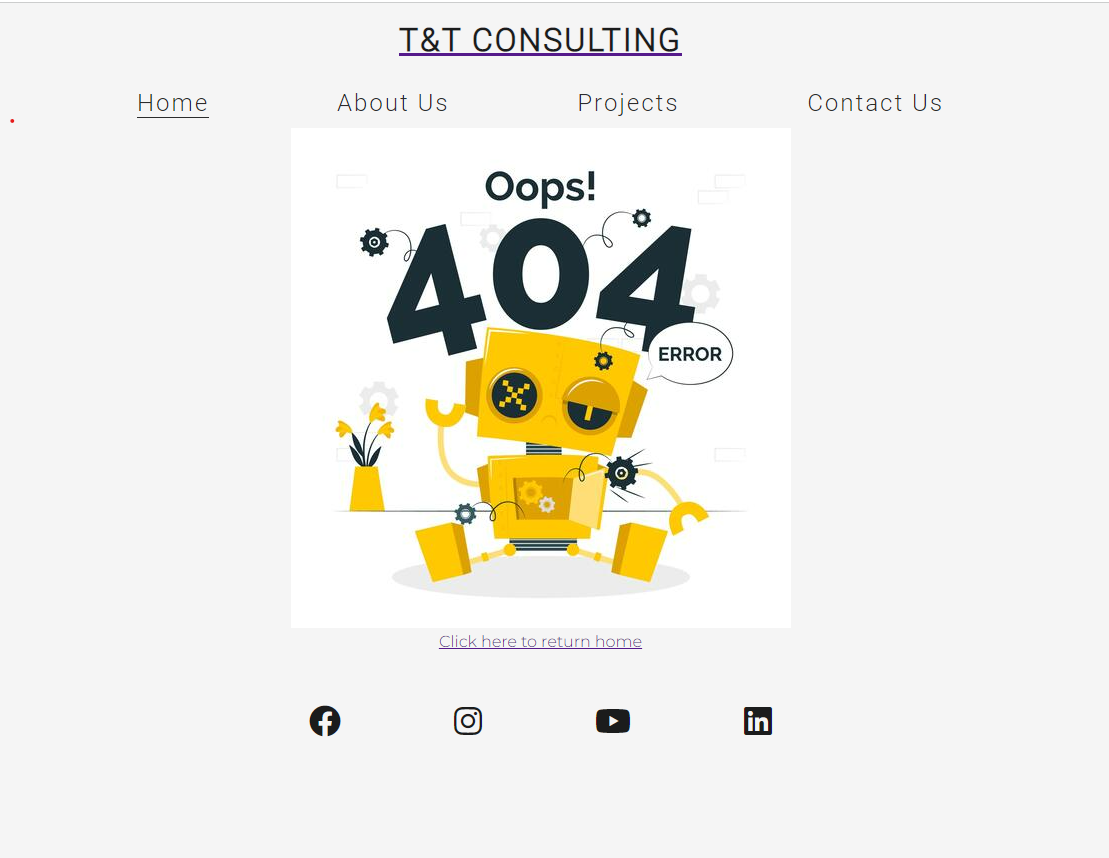 T&T CONSULTING
Home About Us Projects Contact Us
Oops!
404
ERROR
Click here to return home